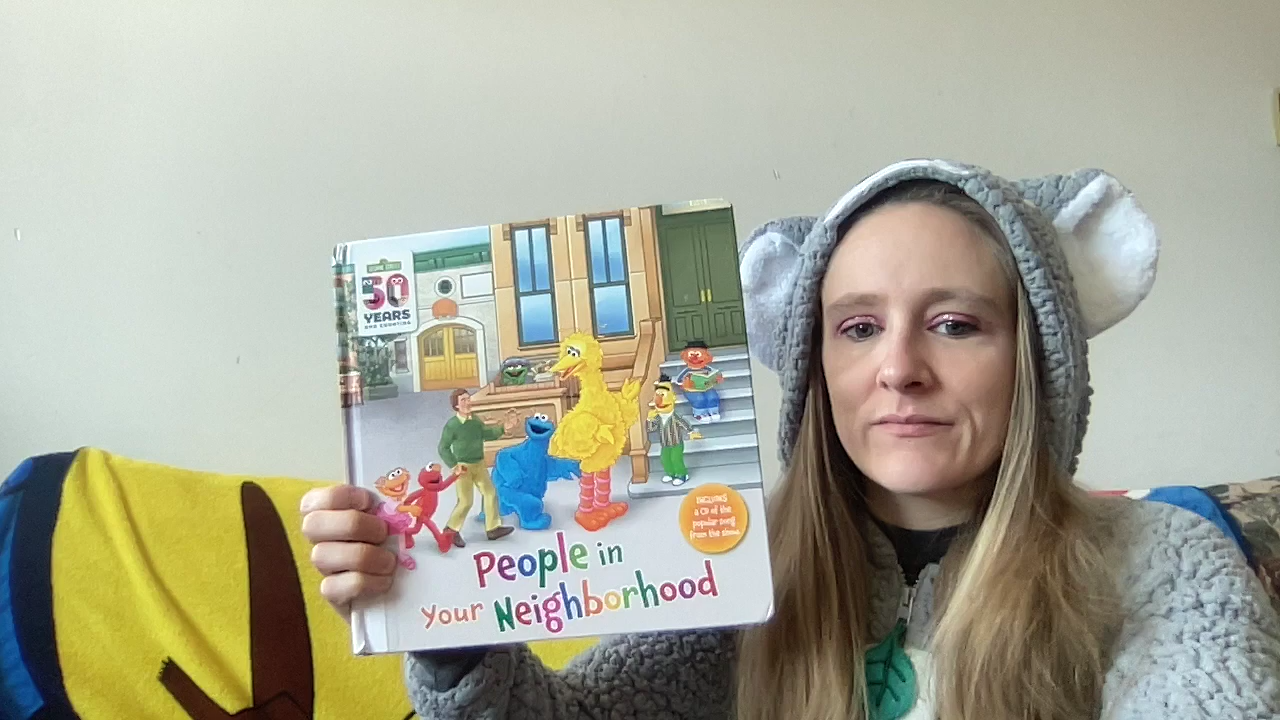 SESAME STREET
50
YEARS
AND COUNTING
INCLUDES
a CD of the
popular song
from the show.
People in
Your Neighborhood